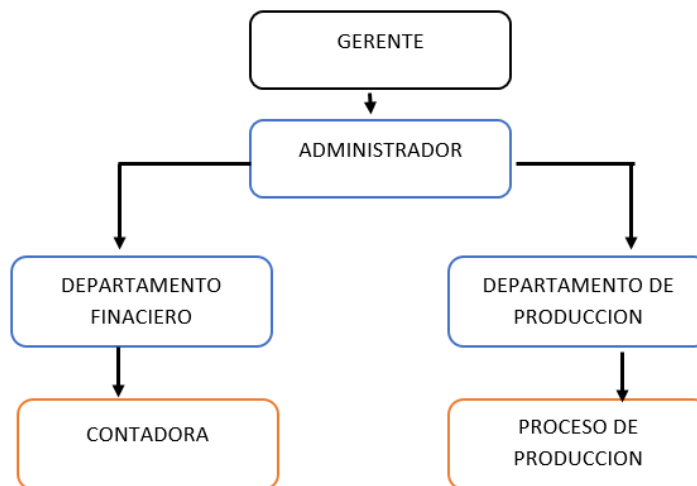 GERENTE
ADMINISTRADOR
DEPARTAMENTO
FINACIERO
DEPARTAMENTO DE
PRODUCCION
CONTADORA
PROCESO DE
PRODUCCION